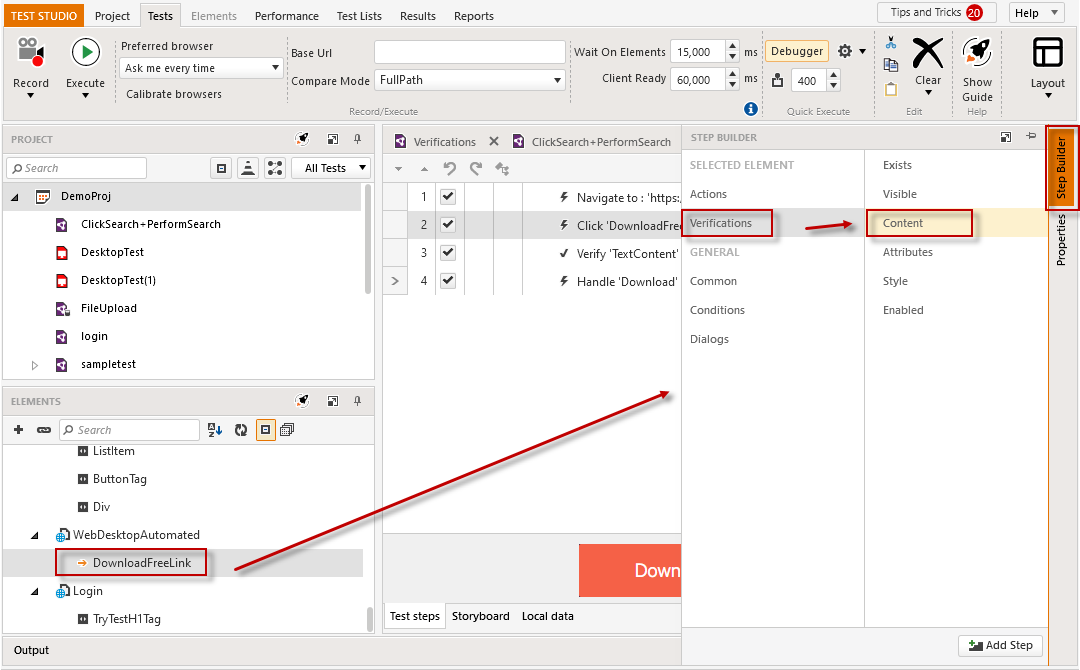 TEST STUDIO Project Tests Elements Performance Test Lists Results Reports Tips and Tricks 20 Help
Record
Execute
Preferred browser
Ask me every time
Calibrate browsers
Base Url
Compare Mode FullPath
Wait On Elements 15,000 ms
Client Ready 60,000 ms
Record/Execute
Debugger
400
Quick Execute
Clear
Edit
Show
Guide
Help
Layout
PROJECT
Search
All Tests
DemoProj
ClickSearch+PerformSearch
DesktopTest
DesktopTest(1)
FileUpload
login
sampletest
ELEMENTS
Search
ListItem
ButtonTag
Div
WebDesktopAutomated
DownloadFreeLink
Login
TryTestH1Tag
Verifications ClickSearch+PerformSearch
1 Navigate to : 'https:
2 Click 'DownloadFree
3 Verify 'TextContent'
4 Handle 'Download'
Down
Test steps Storyboard Local data
STEP BUILDER
SELECTED ELEMENT
Actions
Verifications
GENERAL
Common
Conditions
Dialogs
Exists
Visible
Content
Attributes
Style
Enabled
Add Step
Step Builder
Properties
Output